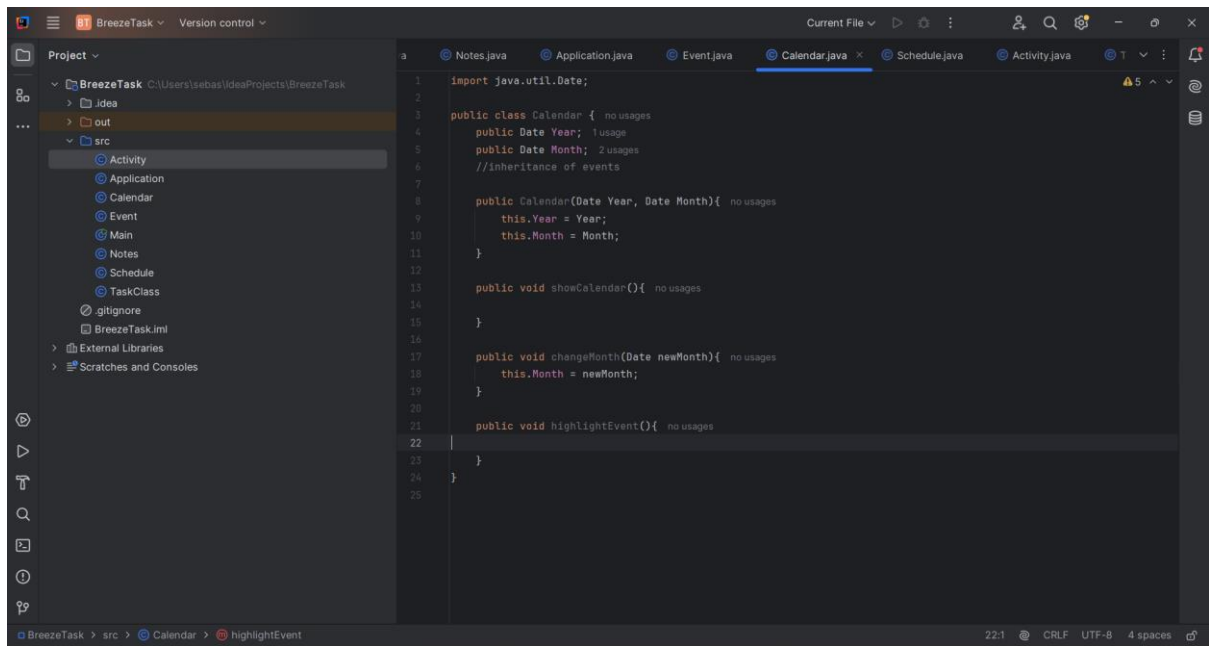 BT BreezeTask Version control Current File
Project
a Notes.java Application.java Event.java Calendar.java Schedule.java Activity.java T
BreezeTask C:\Users\sebas\IdeaProjects\BreezeTask
.idea
out
src
Activity
Application
Calendar
Event
Main
Notes
Schedule
TaskClass
.gitignore
BreezeTask.iml
External Libraries
Scratches and Consoles
5
1 import java.util.Date;
2
3 public class Calendar { no usages
4 public Date Year; 1 usage
5 public Date Month; 2 usages
6 //inheritance of events
7
8 public Calendar(Date Year, Date Month){ no usages
9 this.Year = Year;
10 this.Month = Month;
11 }
12
13 public void showCalendar(){ no usages
14
15 }
16
17 public void changeMonth(Date newMonth){ no usages
18 this.Month = newMonth;
19 }
20
21 public void highlightEvent(){ no usages
22
23 }
24 }
25
BreezeTask > src > Calendar > highlightEvent 22:1 CRLF UTF-8 4 spaces